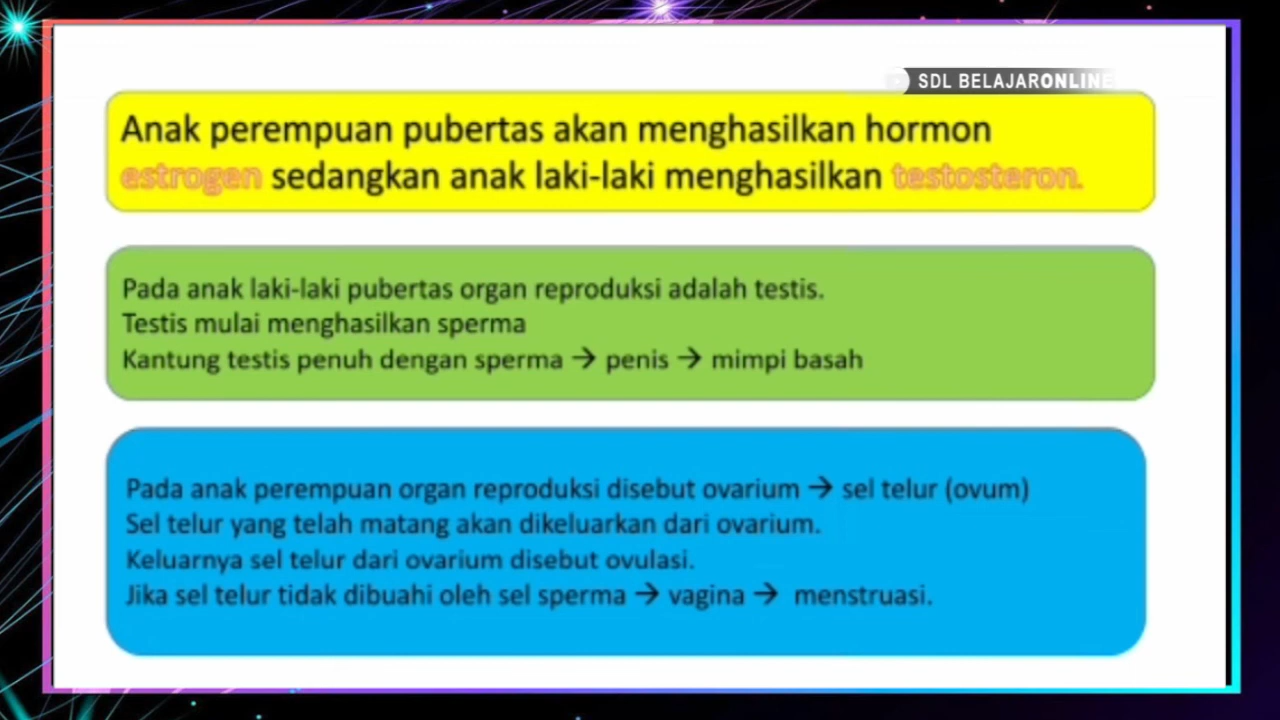 SDL BELAJARONLINE
Anak perempuan pubertas akan menghasilkan hormon
estrogen sedangkan anak laki-laki menghasilkan testosteron.
Pada anak laki-laki pubertas organ reproduksi adalah testis.
Testis mulai menghasilkan sperma
Kantung testis penuh dengan sperma → penis → mimpi basah
Pada anak perempuan organ reproduksi disebut ovarium → sel telur (ovum)
Sel telur yang telah matang akan dikeluarkan dari ovarium.
Keluarnya sel telur dari ovarium disebut ovulasi.
Jika sel telur tidak dibuahi oleh sel sperma → vagina → menstruasi.